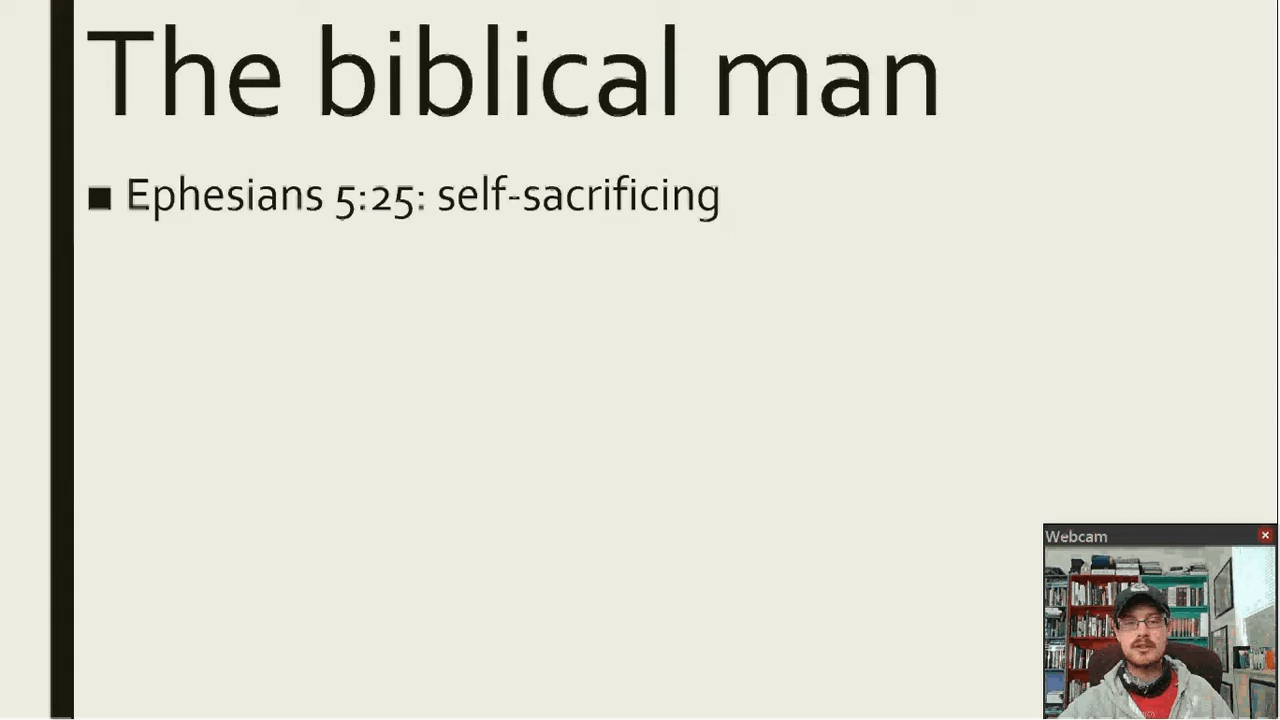 The biblical man
■ Ephesians 5:25: self-sacrificing
Webcam